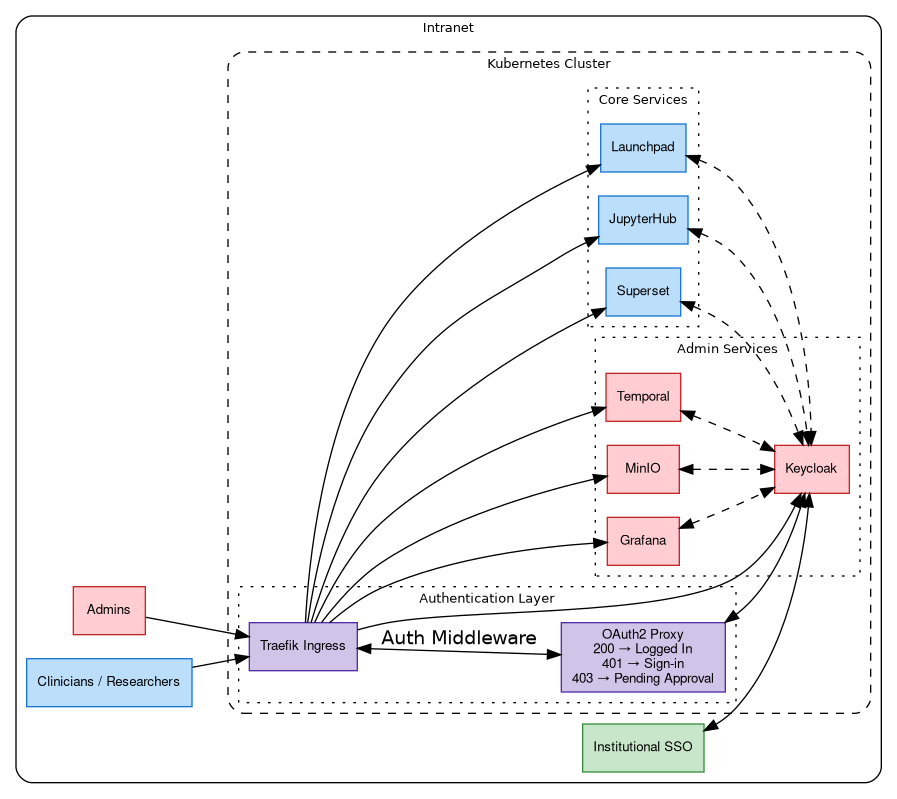 Intranet
Kubernetes Cluster
Core Services
Launchpad
JupyterHub
Superset
Admin Services
Temporal
MinIO
Keycloak
Grafana
Authentication Layer
Admins
Traefik Ingress
Auth Middleware
OAuth2 Proxy
200 → Logged In
401 → Sign-in
403 → Pending Approval
Clinicians / Researchers
Institutional SSO